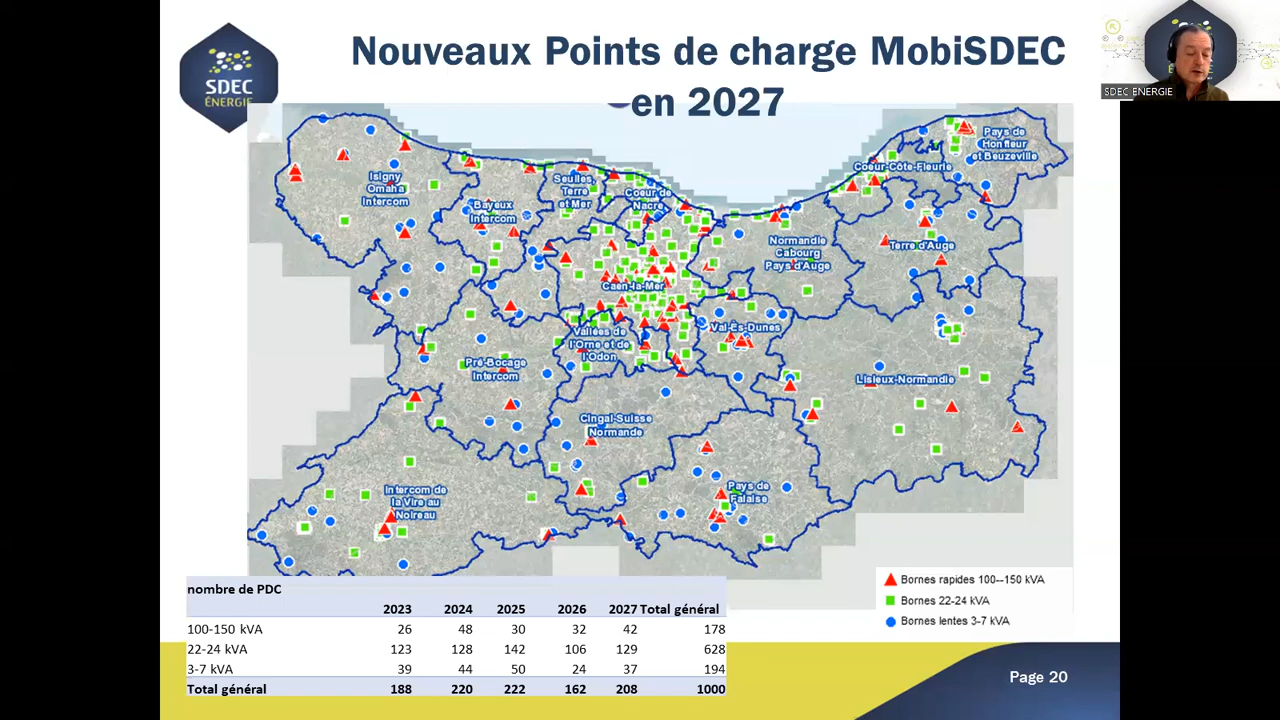 Nouveaux Points de charge MobiSDEC
en 2027
SDEC
ÉNERGIE
SDEC ENERGIE
Pays de
Honfleur
et Beuzeville
Coeur-Côte-Fleurie
Isigny
Omaha
Intercom
Seulles,
Terre
et Mer
Coeur de
Nacre
Bayeux
Intercom
Normandie
Cabourg
Pays d'Auge
Terre d'Auge
Caen-la-Mer
Vallées de
l'Orne et de
l'Odon
Val-Ès-Dunes
Pré-Bocage
Intercom
Lisieux-Normandie
Cingal-Suisse
Normande
Intercom de
la Vire au
Noireau
Pays de
Falaise
nombre de PDC
2023 2024 2025 2026 2027 Total général
100-150 kVA 26 48 30 32 42 178
22-24 kVA 123 128 142 106 129 628
3-7 kVA 39 44 50 24 37 194
Total général 188 220 222 162 208 1000
Bornes rapides 100--150 kVA
Bornes 22-24 kVA
Bornes lentes 3-7 kVA
Page 20